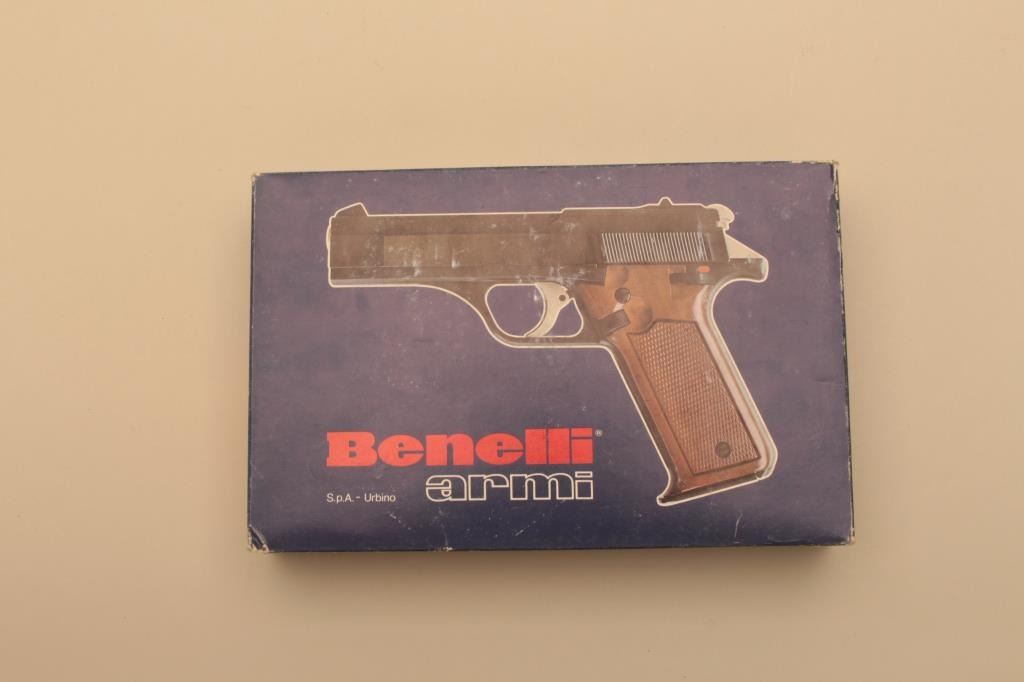 Benelli®
armi
S.p.A. - Urbino